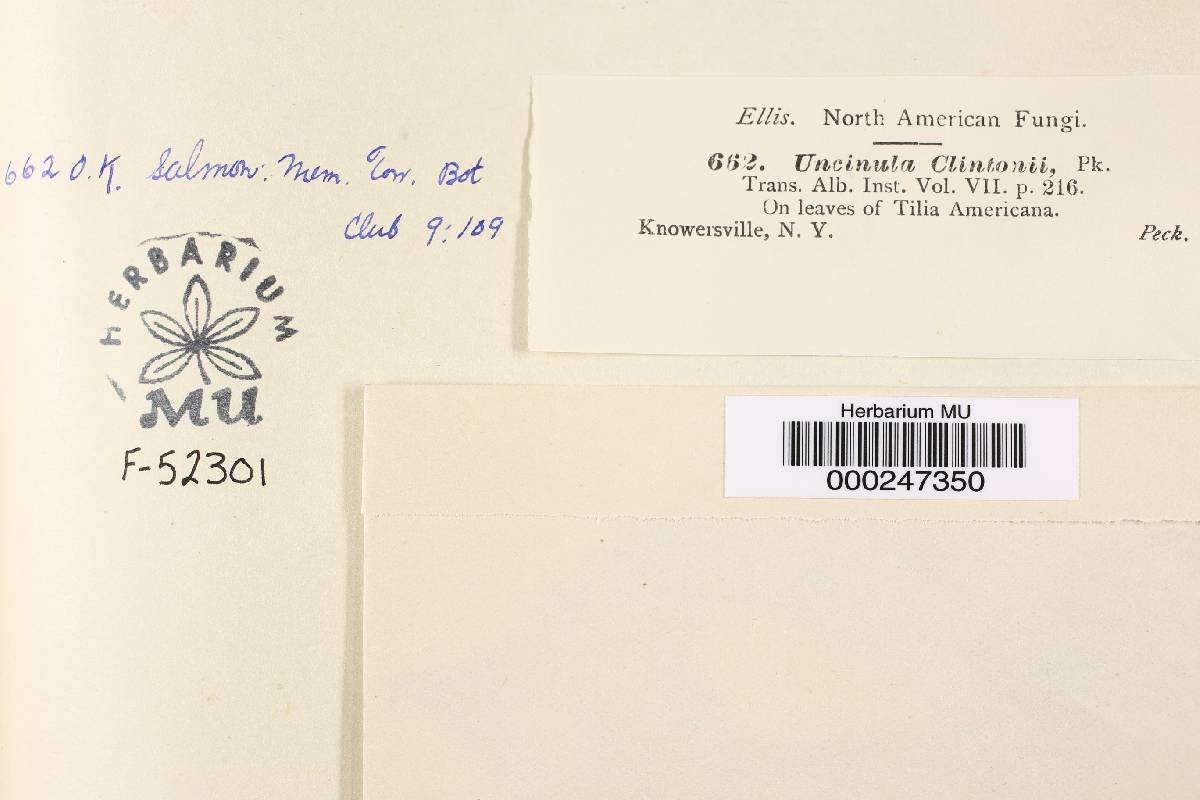 Ellis. North American Fungi.
662. Uncinula Clintonii, Pk.
Trans. Alb. Inst. Vol. VII. p. 216.
On leaves of Tilia Americana.
Knowersville, N. Y. Peck.
662 O.K. Salmon: Mem. Torr. Bot
Club 9:109
HERBARIUM
MU
F-52301
Herbarium MU
000247350